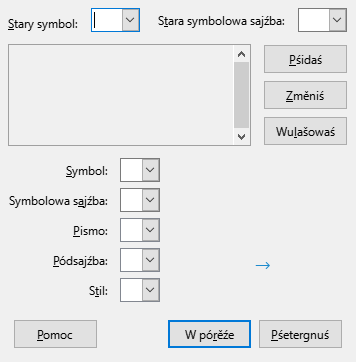 Stary symbol: Stara symbolowa sajźba:
Pśidaś
Změniś
Wulašowaś
Symbol:
Symbolowa sajźba:
Pismo:
Pódsajźba:
Stil:
Pomoc W pórěźe Pśetergnuś